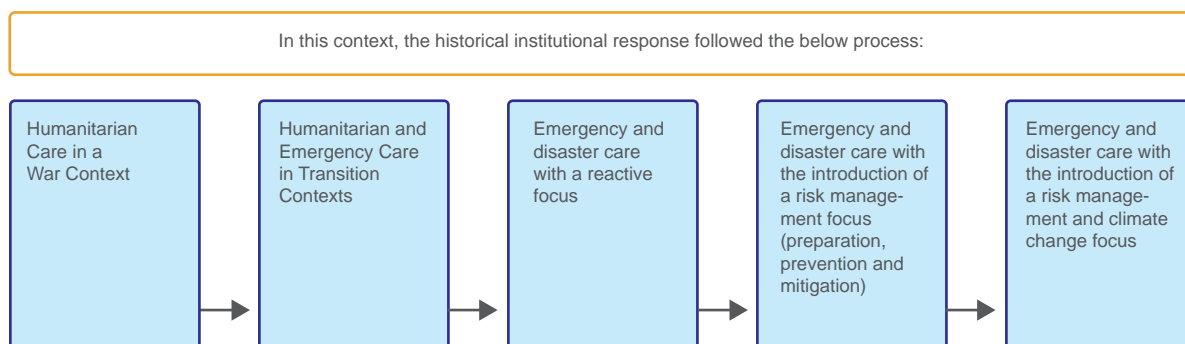 In this context, the historical institutional response followed the below process:
Humanitarian
Care in a
War Context
Humanitarian and
Emergency Care
in Transition
Contexts
Emergency and
disaster care
with a reactive
focus
Emergency and
disaster care with
the introduction of
a risk manage-
ment focus
(preparation,
prevention and
mitigation)
Emergency and
disaster care with
the introduction of
a risk manage-
ment and climate
change focus